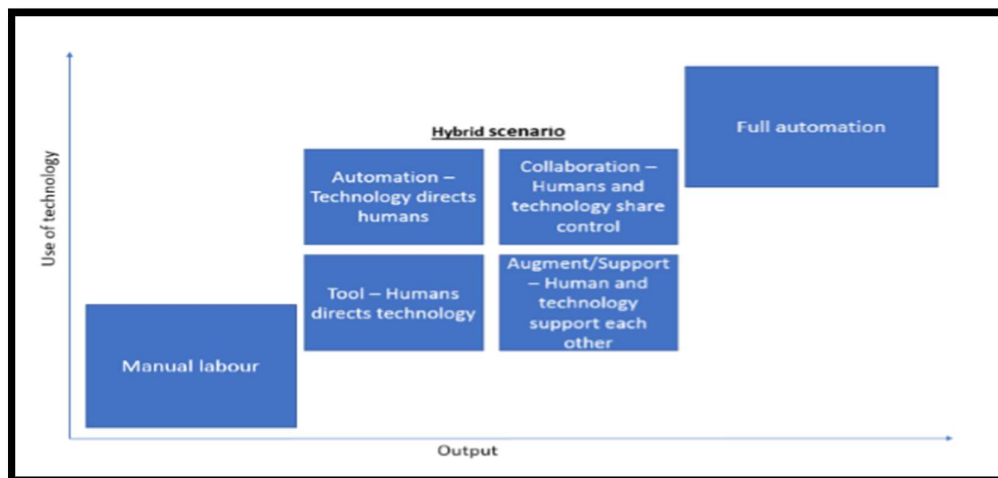 Use of technology
Hybrid scenario
Full automation
Automation –
Technology directs
humans
Collaboration –
Humans and
technology share
control
Tool – Humans
directs technology
Augment/Support
– Human and
technology
support each
other
Manual labour
Output